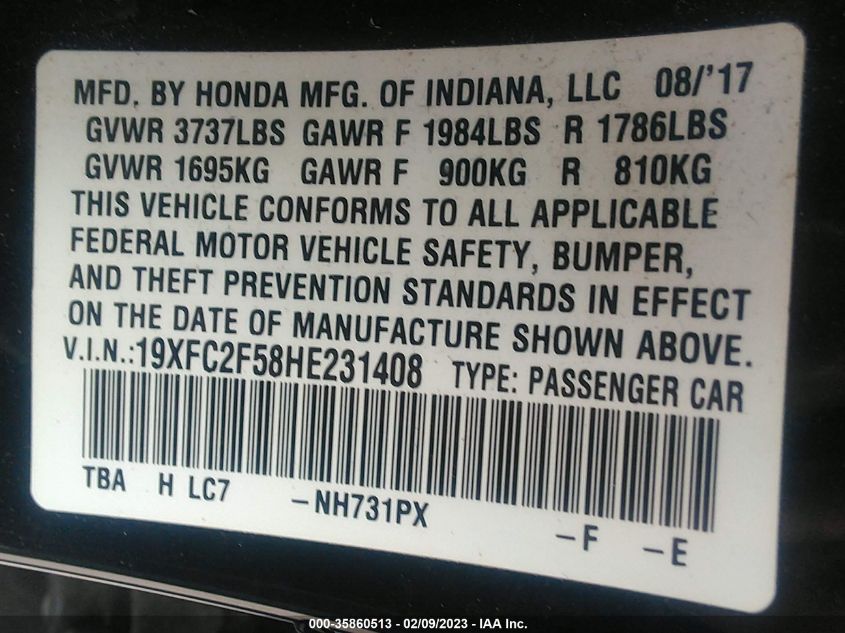 MFD. BY HONDA MFG. OF INDIANA, LLC 08/'17
GVWR 3737LBS GAWR F 1984LBS R 1786LBS
GVWR 1695KG GAWR F 900KG R 810KG
THIS VEHICLE CONFORMS TO ALL APPLICABLE
FEDERAL MOTOR VEHICLE SAFETY, BUMPER,
AND THEFT PREVENTION STANDARDS IN EFFECT
ON THE DATE OF MANUFACTURE SHOWN ABOVE.
V.I.N.:19XFC2F58HE231408 TYPE: PASSENGER CAR
TBA H LC7 -NH731PX -F -E
000-35860513 - 02/09/2023 - IAA Inc.